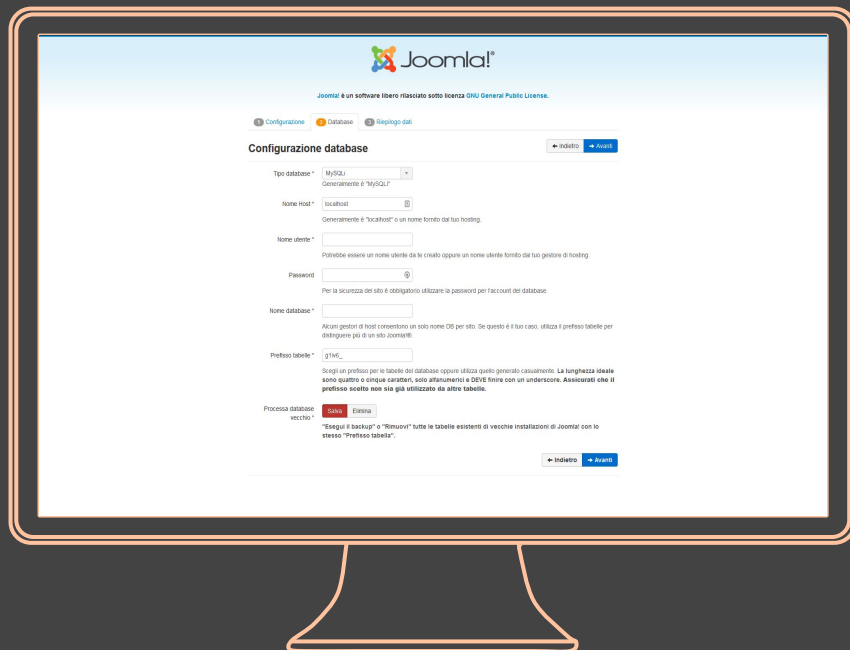 Joomla!®
Joomla! è un software libero rilasciato sotto licenza GNU General Public License.
1 Configurazione 2 Database 3 Riepilogo dati
Configurazione database
Indietro Avanti
Tipo database * MySQLi
Generalmente è "MySQLi"
Nome Host * localhost
Generalmente è "localhost" o un nome fornito dal tuo hosting.
Nome utente *
Potrebbe essere un nome utente da te creato oppure un nome utente fornito dal tuo gestore di hosting.
Password
Per la sicurezza del sito è obbligatorio utilizzare la password per l'account del database.
Nome database *
Alcuni gestori di host consentono un solo nome DB per sito. Se questo è il tuo caso, utilizza il prefisso tabelle per
distinguere più di un sito Joomla!®.
Prefisso tabelle * g1iv6_
Scegli un prefisso per le tabelle del database oppure utilizza quello generato casualmente. La lunghezza ideale
sono quattro o cinque caratteri, solo alfanumerici e DEVE finire con un underscore. Assicurati che il
prefisso scelto non sia già utilizzato da altre tabelle.
Processa database
vecchio *
Salva Elimina
"Esegui il backup" o "Rimuovi" tutte le tabelle esistenti di vecchie installazioni di Joomla! con lo
stesso "Prefisso tabella".
Indietro Avanti